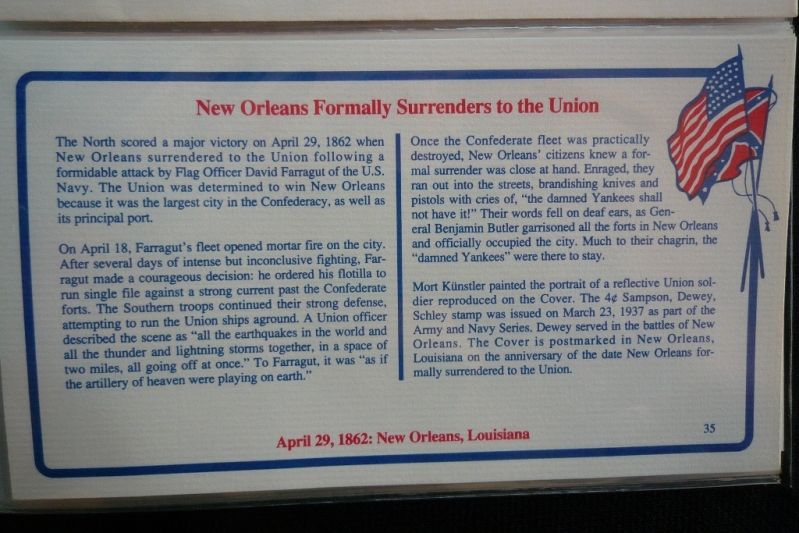 New Orleans Formally Surrenders to the Union
The North scored a major victory on April 29, 1862 when
New Orleans surrendered to the Union following a
formidable attack by Flag Officer David Farragut of the U.S.
Navy. The Union was determined to win New Orleans
because it was the largest city in the Confederacy, as well as
its principal port.
On April 18, Farragut's fleet opened mortar fire on the city.
After several days of intense but inconclusive fighting, Far-
ragut made a courageous decision: he ordered his flotilla to
run single file against a strong current past the Confederate
forts. The Southern troops continued their strong defense,
attempting to run the Union ships aground. A Union officer
described the scene as "all the earthquakes in the world and
all the thunder and lightning storms together, in a space of
two miles, all going off at once." To Farragut, it was "as if
the artillery of heaven were playing on earth."
Once the Confederate fleet was practically
destroyed, New Orleans' citizens knew a for-
mal surrender was close at hand. Enraged, they
ran out into the streets, brandishing knives and
pistols with cries of, "the damned Yankees shall
not have it!" Their words fell on deaf ears, as Gen-
eral Benjamin Butler garrisoned all the forts in New Orleans
and officially occupied the city. Much to their chagrin, the
"damned Yankees" were there to stay.
Mort Künstler painted the portrait of a reflective Union sol-
dier reproduced on the Cover. The 4¢ Sampson, Dewey,
Schley stamp was issued on March 23, 1937 as part of the
Army and Navy Series. Dewey served in the battles of New
Orleans. The Cover is postmarked in New Orleans,
Louisiana on the anniversary of the date New Orleans for-
mally surrendered to the Union.
April 29, 1862: New Orleans, Louisiana
35